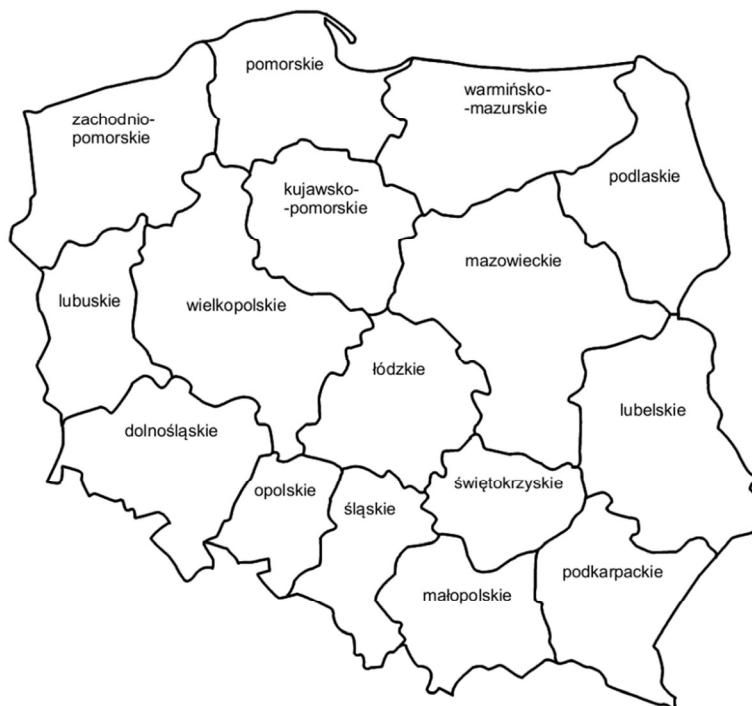 pomorskie
warmińsko-
-mazurskie
zachodnio-
pomorskie
podlaskie
kujawsko-
-pomorskie
mazowieckie
lubuskie
wielkopolskie
łódzkie
lubelskie
dolnośląskie
opolskie
świętokrzyskie
śląskie
podkarpackie
małopolskie